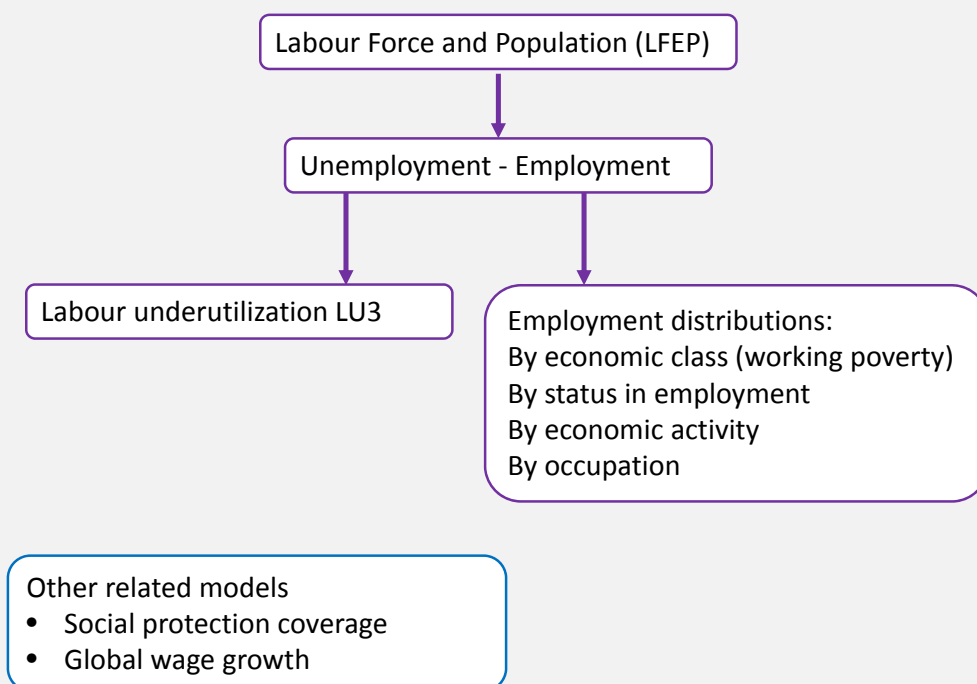 Labour Force and Population (LFEP)
Unemployment - Employment
Labour underutilization LU3
Employment distributions:
By economic class (working poverty)
By status in employment
By economic activity
By occupation
Other related models
• Social protection coverage
• Global wage growth